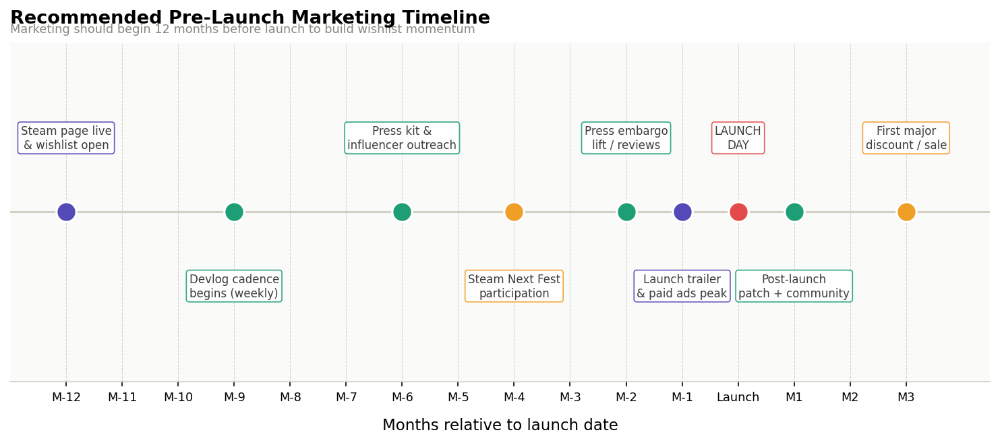 Recommended Pre-Launch Marketing Timeline
Marketing should begin 12 months before launch to build wishlist momentum
Steam page live
& wishlist open
Press kit &
influencer outreach
Press embargo
lift / reviews
LAUNCH
DAY
First major
discount / sale
Devlog cadence
begins (weekly)
Steam Next Fest
participation
Launch trailer
& paid ads peak
Post-launch
patch + community
M-12 M-11 M-10 M-9 M-8 M-7 M-6 M-5 M-4 M-3 M-2 M-1 Launch M1 M2 M3
Months relative to launch date